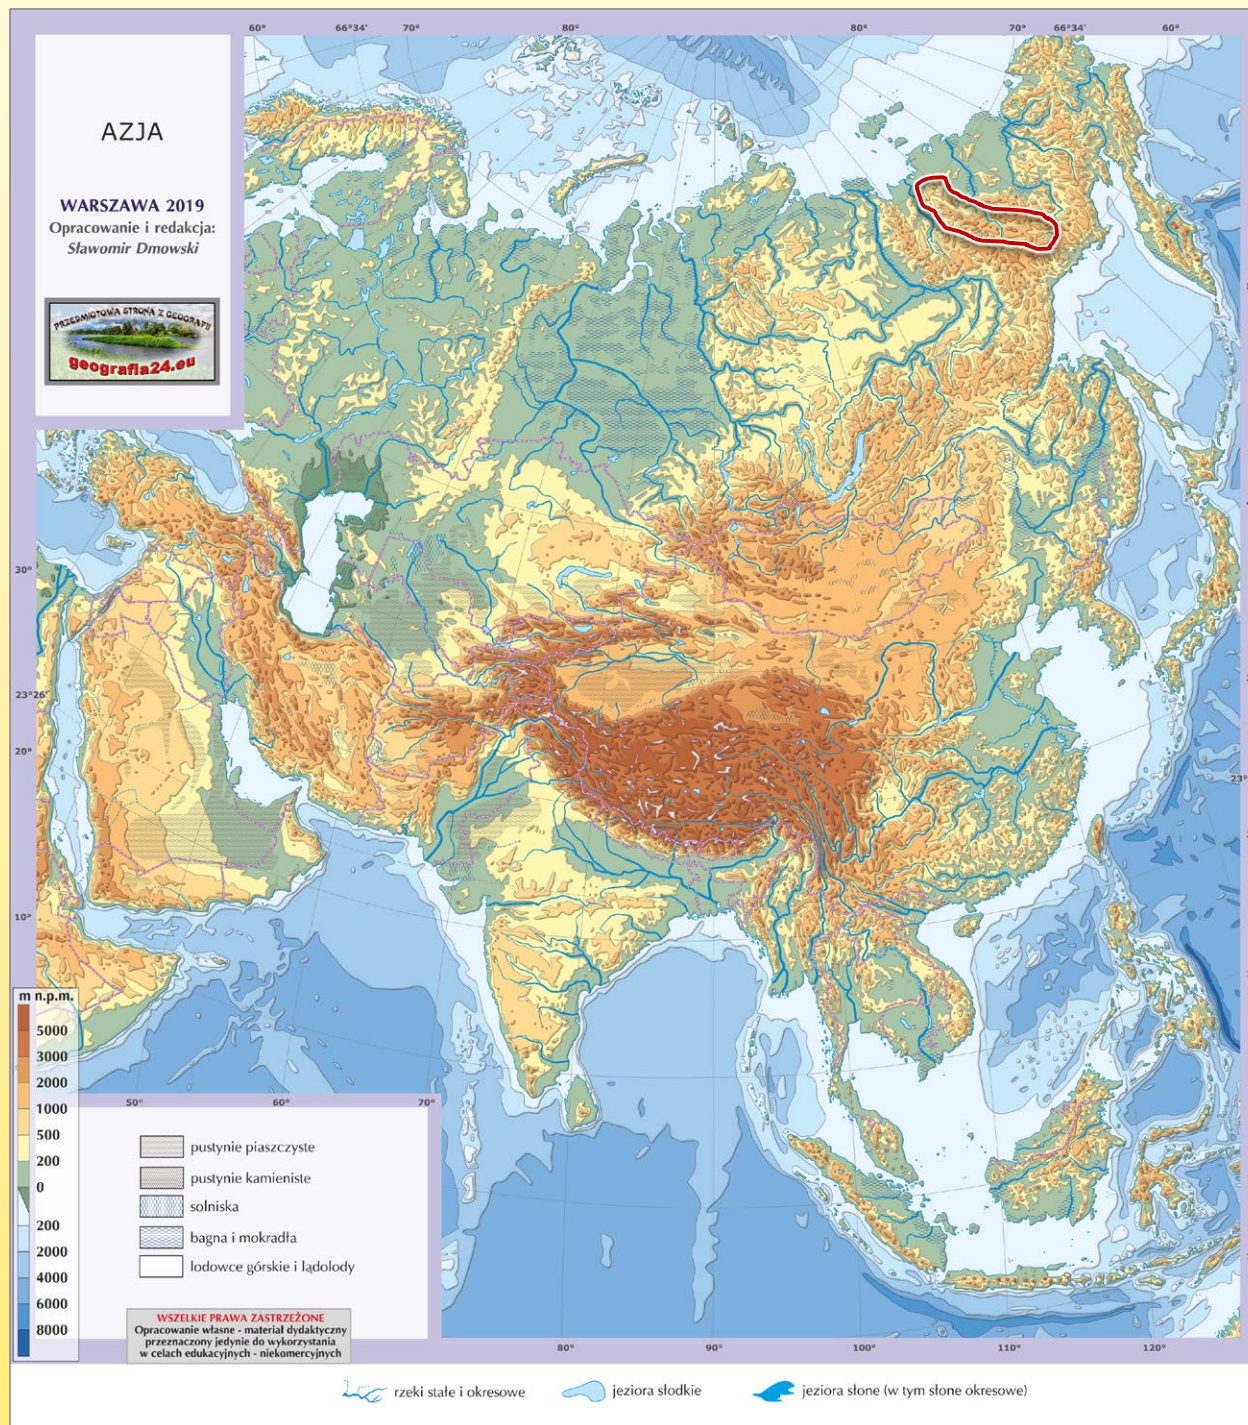 60° 66°34' 70° 80° 80° 70° 66°34' 60°
AZJA
WARSZAWA 2019
Opracowanie i redakcja:
Sławomir Dmowski
PRZEDMIOTOWA STRONA Z GEOGRAFII
geografia24.eu
30°
23°26'
20°
23°
10°
m n.p.m.
5000
3000
2000
1000
500
200
0
200
2000
4000
6000
8000
50° 60° 70°
pustynie piaszczyste
pustynie kamieniste
solniska
bagna i mokradła
lodowce górskie i lądolody
WSZELKIE PRAWA ZASTRZEŻONE
Opracowanie własne - materiał dydaktyczny
przeznaczony jedynie do wykorzystania
w celach edukacyjnych - niekomercyjnych
80° 90° 100° 110° 120°
rzeki stałe i okresowe jeziora słodkie jeziora słone (w tym słone okresowe)